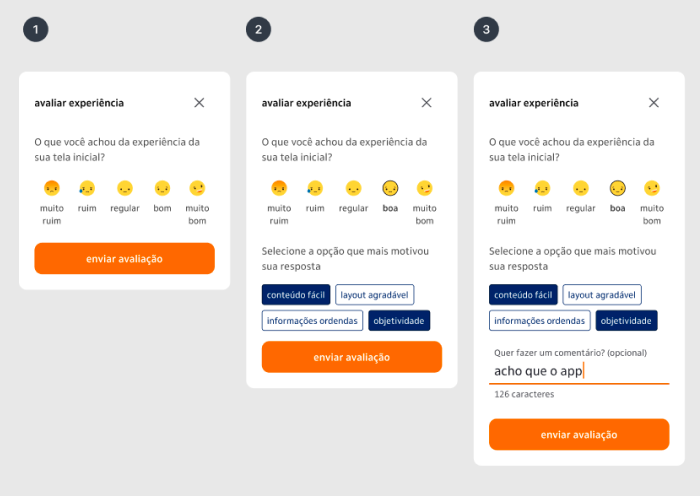 1
avaliar experiência
O que você achou da experiência da
sua tela inicial?
muito ruim
ruim
regular
bom
muito bom
enviar avaliação
2
avaliar experiência
O que você achou da experiência da
sua tela inicial?
muito ruim
ruim
regular
boa
muito bom
Selecione a opção que mais motivou
sua resposta
conteúdo fácil
layout agradável
informações ordendas
objetividade
enviar avaliação
3
avaliar experiência
O que você achou da experiência da
sua tela inicial?
muito ruim
ruim
regular
boa
muito bom
Selecione a opção que mais motivou
sua resposta
conteúdo fácil
layout agradável
informações ordendas
objetividade
Quer fazer um comentário? (opcional)
acho que o app
126 caracteres
enviar avaliação